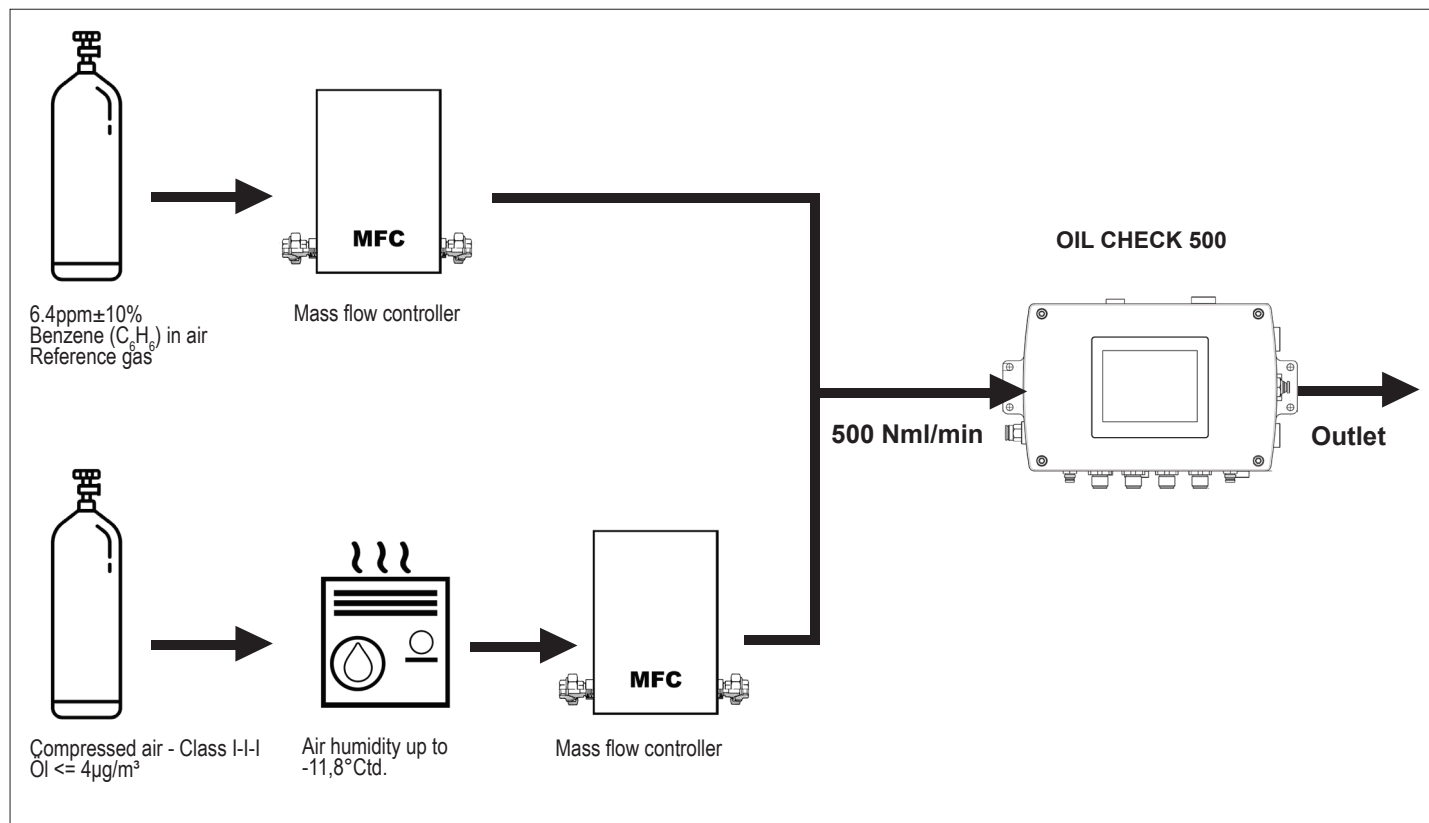 MFC
6.4ppm±10%
Benzene (C₆H₆) in air
Reference gas
Mass flow controller
OIL CHECK 500
500 Nml/min
Outlet
MFC
Compressed air - Class I-I-I
Öl <= 4µg/m³
Air humidity up to
-11,8°Ctd.
Mass flow controller